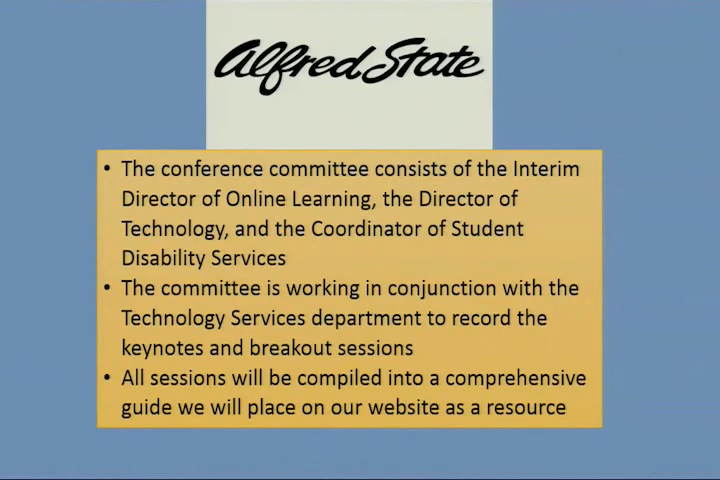 Alfred State
• The conference committee consists of the Interim
Director of Online Learning, the Director of
Technology, and the Coordinator of Student
Disability Services
• The committee is working in conjunction with the
Technology Services department to record the
keynotes and breakout sessions
• All sessions will be compiled into a comprehensive
guide we will place on our website as a resource